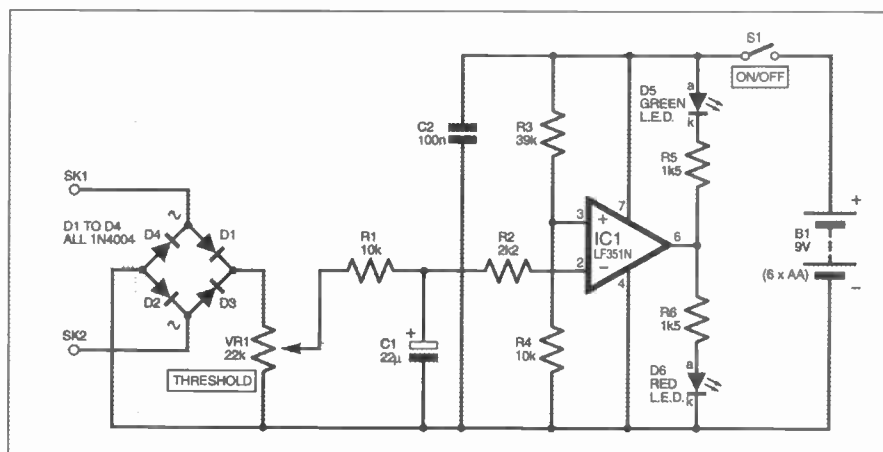 S1
ON/OFF
D5
GREEN
L.E.D.
a
k
C2
100n
R3
39k
R5
1k5
SK1
D1 TO D4
ALL 1N4004
D4
D1
D2
D3
SK2
R1
10k
R2
2k2
3
+
2
−
7
IC1
LF351N
4
6
+
B1
9V
(6 x AA)
−
VR1
22k
THRESHOLD
+
C1
22µ
R4
10k
R6
1k5
D6
RED
L.E.D.
a
k